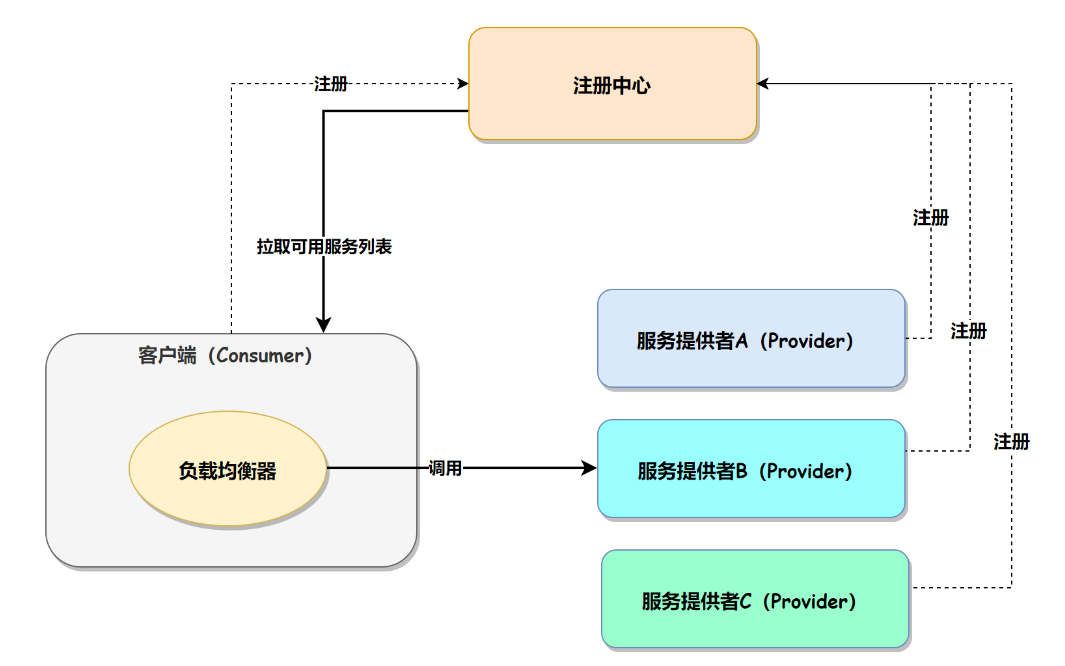 注册中心
注册
拉取可用服务列表
注册
服务提供者A（Provider）
注册
客户端（Consumer）
负载均衡器
调用
服务提供者B（Provider）
注册
服务提供者C（Provider）